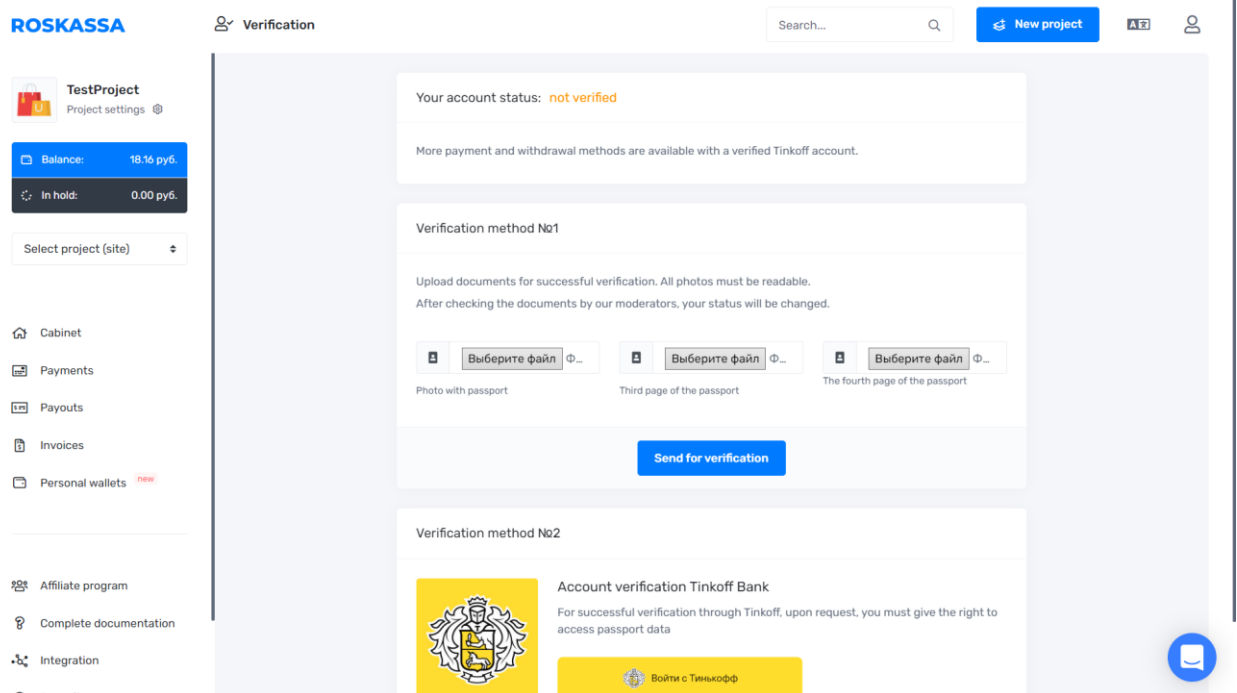 ROSKASSA
Verification
Search...
New project
TestProject
Project settings
Balance: 18.16 руб.
In hold: 0.00 руб.
Select project (site)
Cabinet
Payments
Payouts
Invoices
Personal wallets new
Affiliate program
Complete documentation
Integration
Your account status: not verified
More payment and withdrawal methods are available with a verified Tinkoff account.
Verification method №1
Upload documents for successful verification. All photos must be readable.
After checking the documents by our moderators, your status will be changed.
Выберите файл Ф... Выберите файл Ф... Выберите файл Ф...
Photo with passport Third page of the passport The fourth page of the passport
Send for verification
Verification method №2
Account verification Tinkoff Bank
For successful verification through Tinkoff, upon request, you must give the right to
access passport data
Войти с Тинькофф